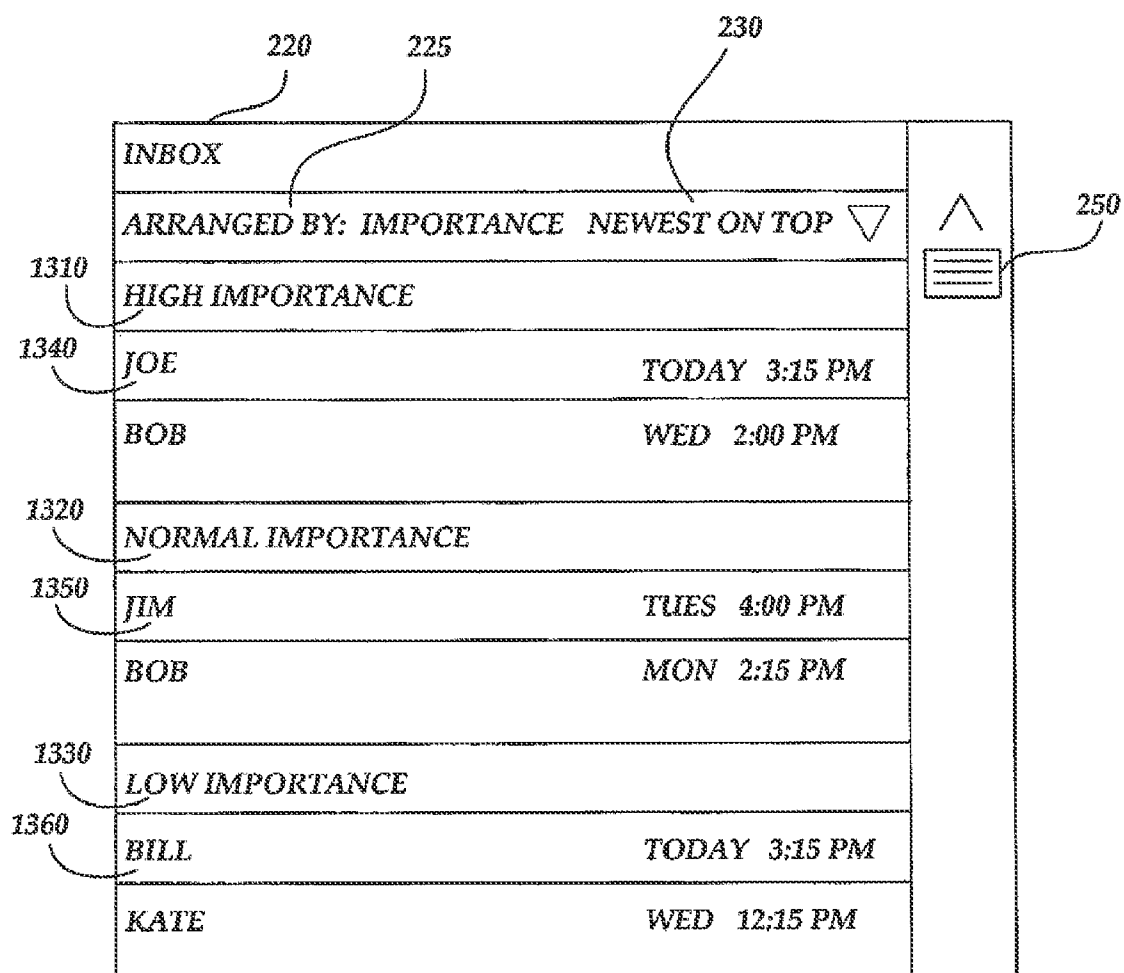 220 225 230
INBOX
ARRANGED BY: IMPORTANCE NEWEST ON TOP
250
1310
HIGH IMPORTANCE
1340
JOE TODAY 3:15 PM
BOB WED 2:00 PM
1320
NORMAL IMPORTANCE
1350
JIM TUES 4:00 PM
BOB MON 2:15 PM
1330
LOW IMPORTANCE
1360
BILL TODAY 3:15 PM
KATE WED 12:15 PM